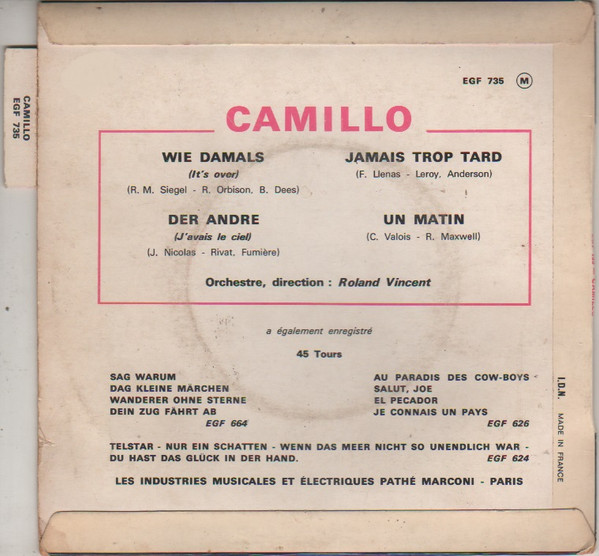 EGF 735 M
CAMILLO
EGF 735
CAMILLO
WIE DAMALS
(It's over)
(R. M. Siegel - R. Orbison, B. Dees)
JAMAIS TROP TARD
(F. Llenas - Leroy, Anderson)
DER ANDRE
(J'avais le ciel)
(J. Nicolas - Rivat, Fumière)
UN MATIN
(C. Valois - R. Maxwell)
Orchestre, direction : Roland Vincent
a également enregistré
45 Tours
SAG WARUM
DAG KLEINE MÄRCHEN
WANDERER OHNE STERNE
DEIN ZUG FÄHRT AB
EGF 664
AU PARADIS DES COW-BOYS
SALUT, JOE
EL PECADOR
JE CONNAIS UN PAYS
EGF 626
TELSTAR - NUR EIN SCHATTEN - WENN DAS MEER NICHT SO UNENDLICH WAR -
DU HAST DAS GLÜCK IN DER HAND. EGF 624
LES INDUSTRIES MUSICALES ET ÉLECTRIQUES PATHÉ MARCONI - PARIS
I.D.N. MADE IN FRANCE